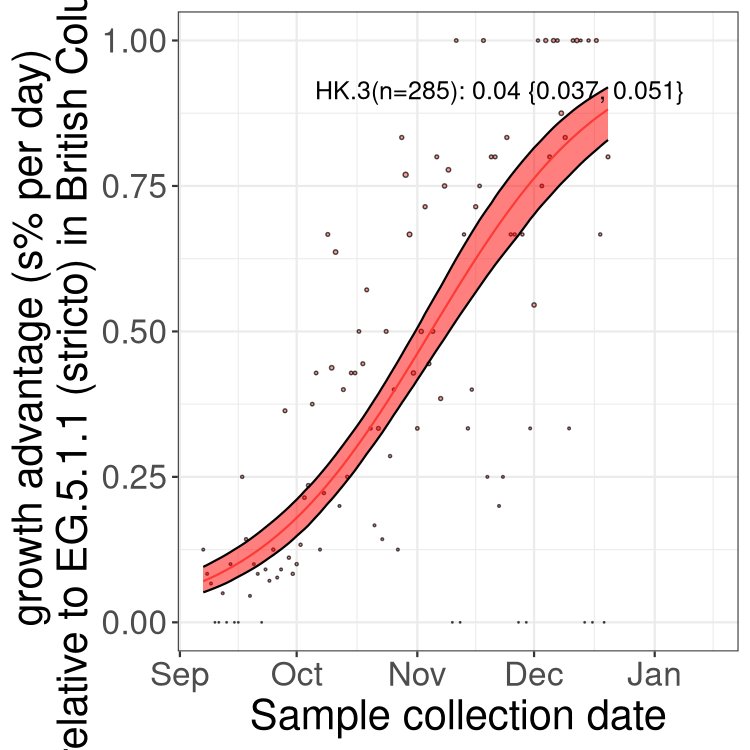 growth advantage (s% per day)
relative to EG.5.1.1 (stricto) in British Colu
1.00
0.75
0.50
0.25
0.00
HK.3(n=285): 0.04 {0.037, 0.051}
Sep Oct Nov Dec Jan
Sample collection date